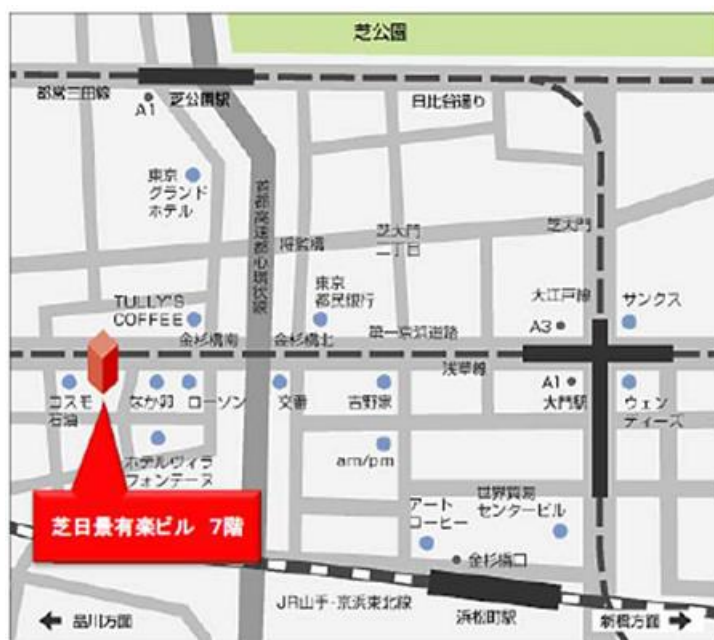 芝公園
都営三田線
芝公園駅
A1
日比谷通り
東京
グランド
ホテル
首都高速都心環状線
将監橋
芝大門
二丁目
芝大門
TULLY'S
COFFEE
東京
都民銀行
大江戸線
サンクス
A3
金杉橋南
金杉橋北
第一京浜道路
浅草線
A1
大門駅
コスモ
石油
なか卯
ローソン
交番
吉野家
ウェン
ディーズ
ホテルヴィラ
フォンテーヌ
am/pm
世界貿易
センタービル
アート
コーヒー
芝日景有楽ビル 7階
金杉橋口
JR山手・京浜東北線
浜松町駅
品川方面
新橋方面